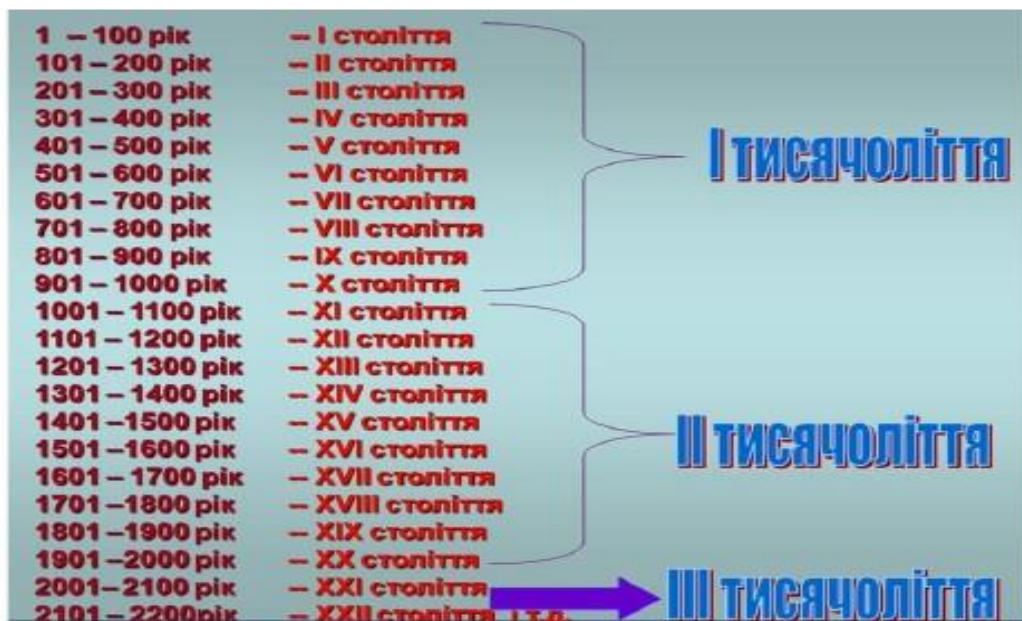 1 – 100 рік – I століття
101 – 200 рік – II століття
201 – 300 рік – III століття
301 – 400 рік – IV століття
401 – 500 рік – V століття
501 – 600 рік – VI століття
601 – 700 рік – VII століття
701 – 800 рік – VIII століття
801 – 900 рік – IX століття
901 – 1000 рік – X століття
I тисячоліття
1001 – 1100 рік – XI століття
1101 – 1200 рік – XII століття
1201 – 1300 рік – XIII століття
1301 – 1400 рік – XIV століття
1401 –1500 рік – XV століття
1501 –1600 рік – XVI століття
1601 – 1700 рік – XVII століття
1701 –1800 рік – XVIII століття
1801 –1900 рік – XIX століття
1901 –2000 рік – XX століття
II тисячоліття
2001–2100 рік – XXI століття
2101 – 2200рік – XXII століття і т.д.
III тисячоліття